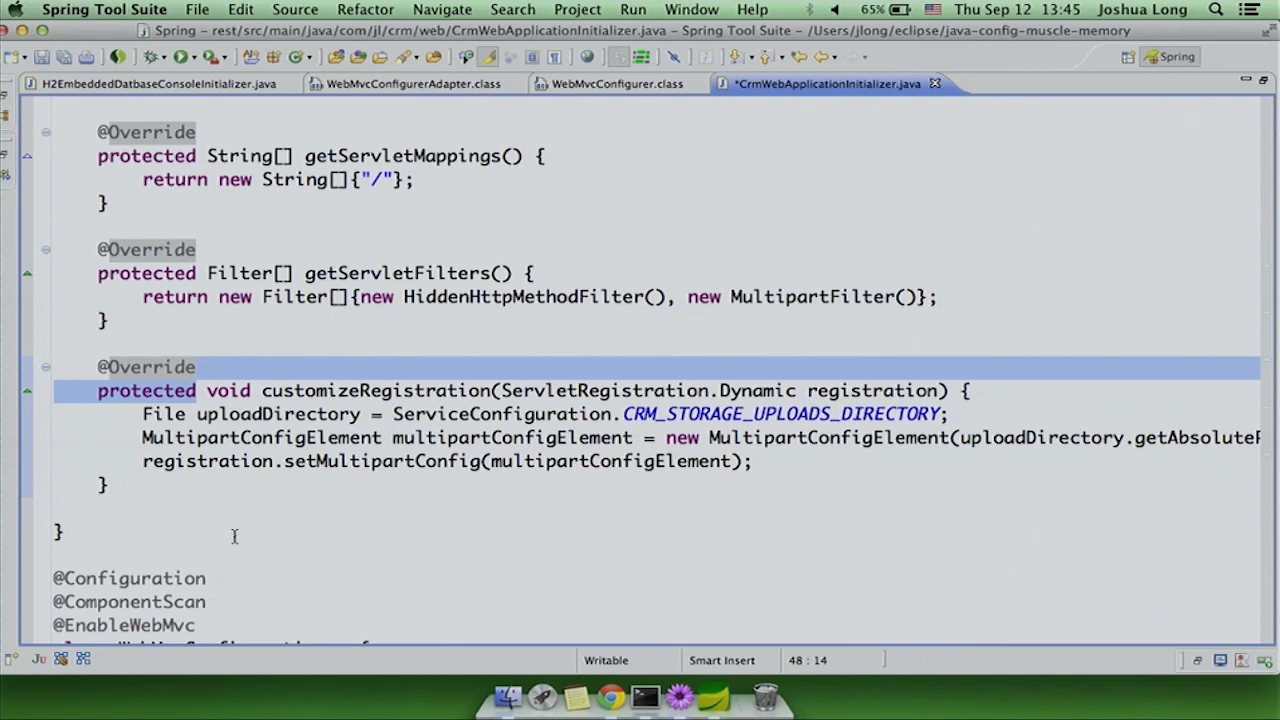 Spring Tool Suite File Edit Source Refactor Navigate Search Project Run Window Help 65% Thu Sep 12 13:45 Joshua Long
Spring - rest/src/main/java/com/jl/crm/web/CrmWebApplicationInitializer.java - Spring Tool Suite - /Users/jlong/eclipse/java-config-muscle-memory
Spring
H2EmbeddedDatbaseConsoleInitializer.java WebMvcConfigurerAdapter.class WebMvcConfigurer.class *CrmWebApplicationInitializer.java
@Override
protected String[] getServletMappings() {
return new String[]{"/"};
}
@Override
protected Filter[] getServletFilters() {
return new Filter[]{new HiddenHttpMethodFilter(), new MultipartFilter()};
}
@Override
protected void customizeRegistration(ServletRegistration.Dynamic registration) {
File uploadDirectory = ServiceConfiguration.CRM_STORAGE_UPLOADS_DIRECTORY;
MultipartConfigElement multipartConfigElement = new MultipartConfigElement(uploadDirectory.getAbsoluteP
registration.setMultipartConfig(multipartConfigElement);
}
}
@Configuration
@ComponentScan
@EnableWebMvc
Ju Writable Smart Insert 48 : 14